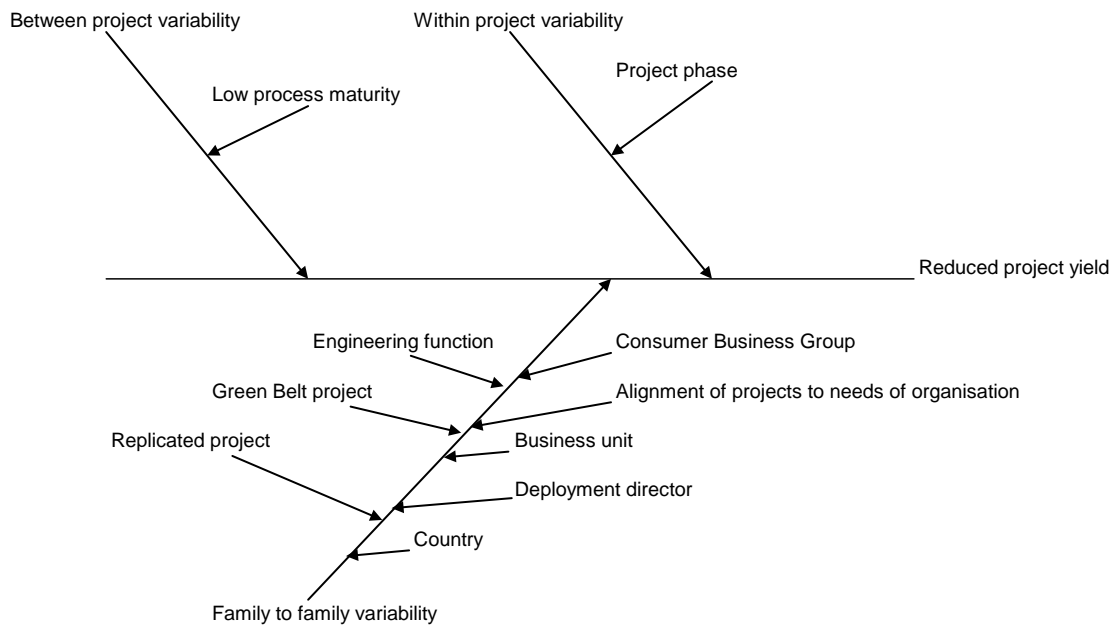 Between project variability
Within project variability
Project phase
Low process maturity
Reduced project yield
Engineering function
Consumer Business Group
Green Belt project
Alignment of projects to needs of organisation
Replicated project
Business unit
Deployment director
Country
Family to family variability